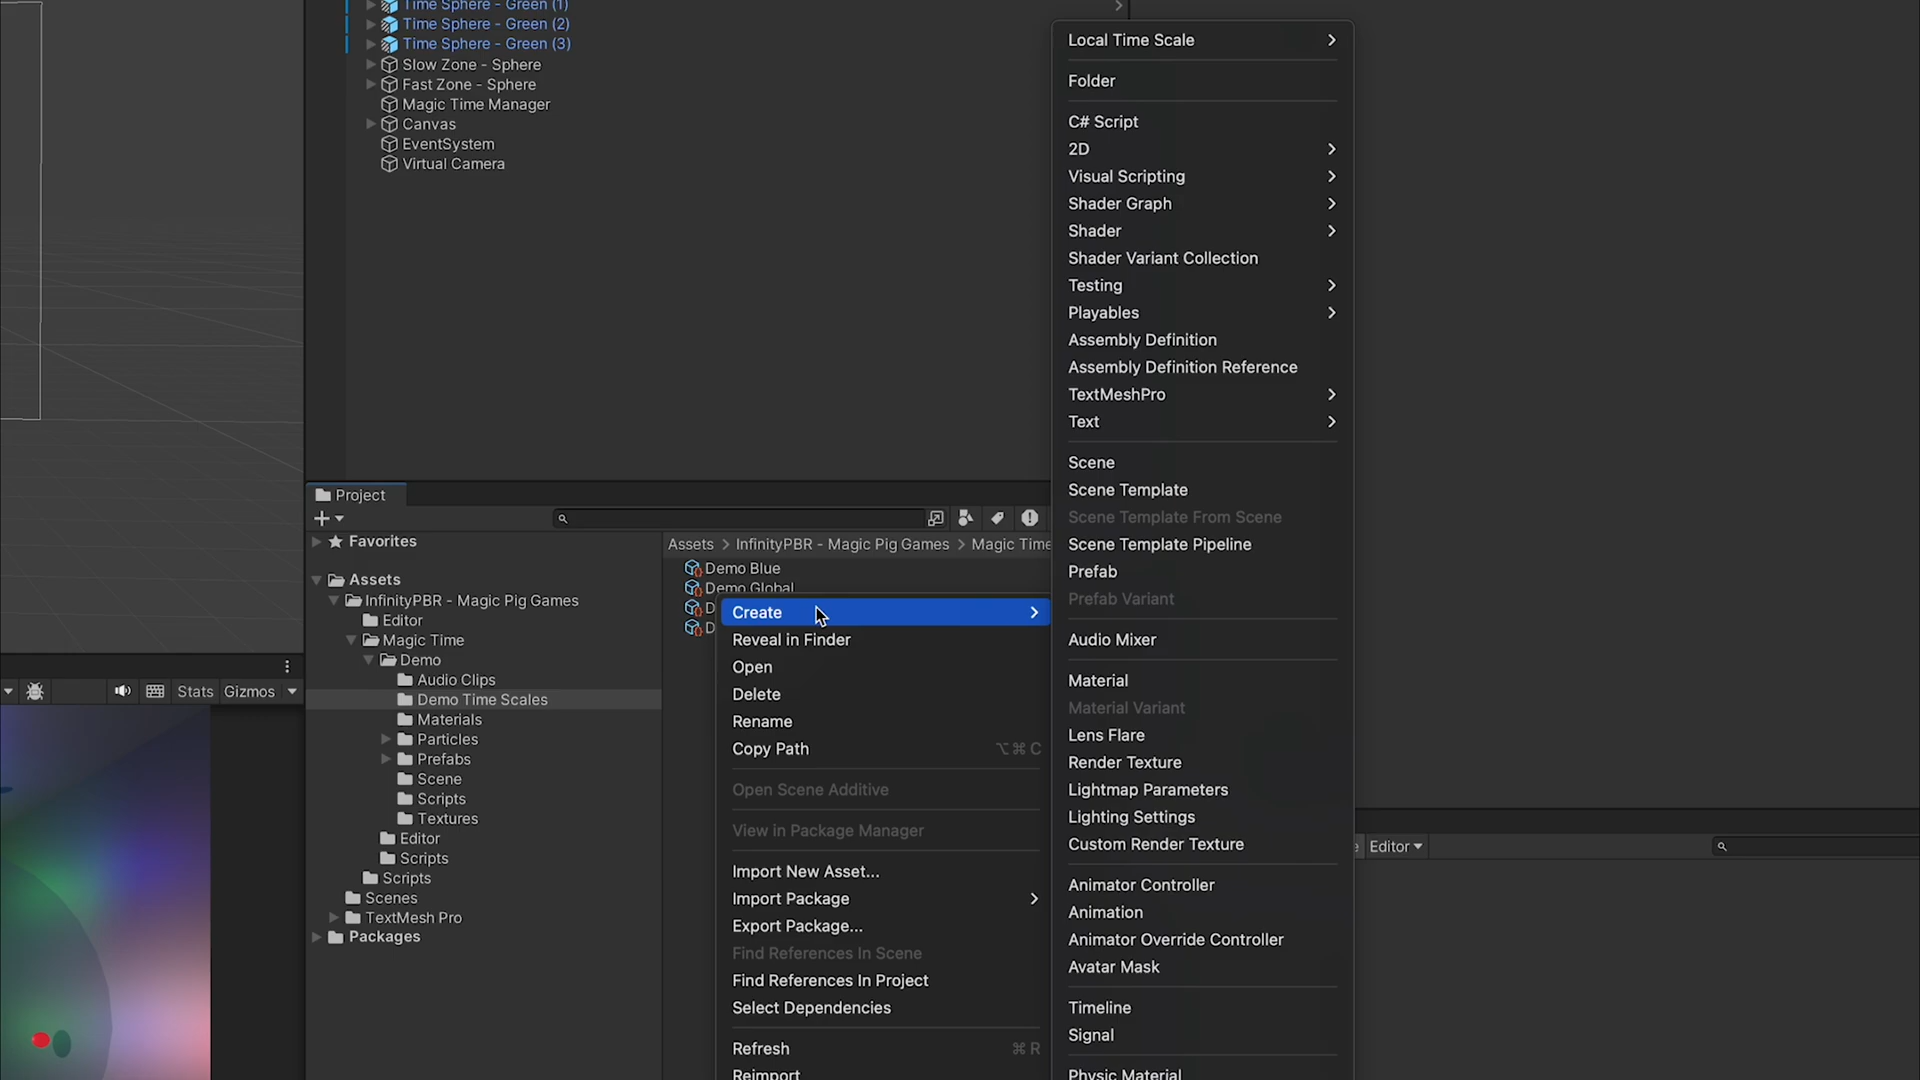 Time Sphere - Green (1)
Time Sphere - Green (2)
Time Sphere - Green (3)
Slow Zone - Sphere
Fast Zone - Sphere
Magic Time Manager
Canvas
EventSystem
Virtual Camera
Project
Favorites
Assets
InfinityPBR - Magic Pig Games
Editor
Magic Time
Demo
Audio Clips
Demo Time Scales
Materials
Particles
Prefabs
Scene
Scripts
Textures
Editor
Scripts
Scripts
Scenes
TextMesh Pro
Packages
Stats Gizmos
Assets > InfinityPBR - Magic Pig Games > Magic Time
Demo Blue
Demo Global
D
D
Create
Reveal in Finder
Open
Delete
Rename
Copy Path ⌥⌘C
Open Scene Additive
View in Package Manager
Import New Asset...
Import Package
Export Package...
Find References In Scene
Find References In Project
Select Dependencies
Refresh ⌘R
Reimport
Local Time Scale
Folder
C# Script
2D
Visual Scripting
Shader Graph
Shader
Shader Variant Collection
Testing
Playables
Assembly Definition
Assembly Definition Reference
TextMeshPro
Text
Scene
Scene Template
Scene Template From Scene
Scene Template Pipeline
Prefab
Prefab Variant
Audio Mixer
Material
Material Variant
Lens Flare
Render Texture
Lightmap Parameters
Lighting Settings
Custom Render Texture
Animator Controller
Animation
Animator Override Controller
Avatar Mask
Timeline
Signal
Physic Material
Editor